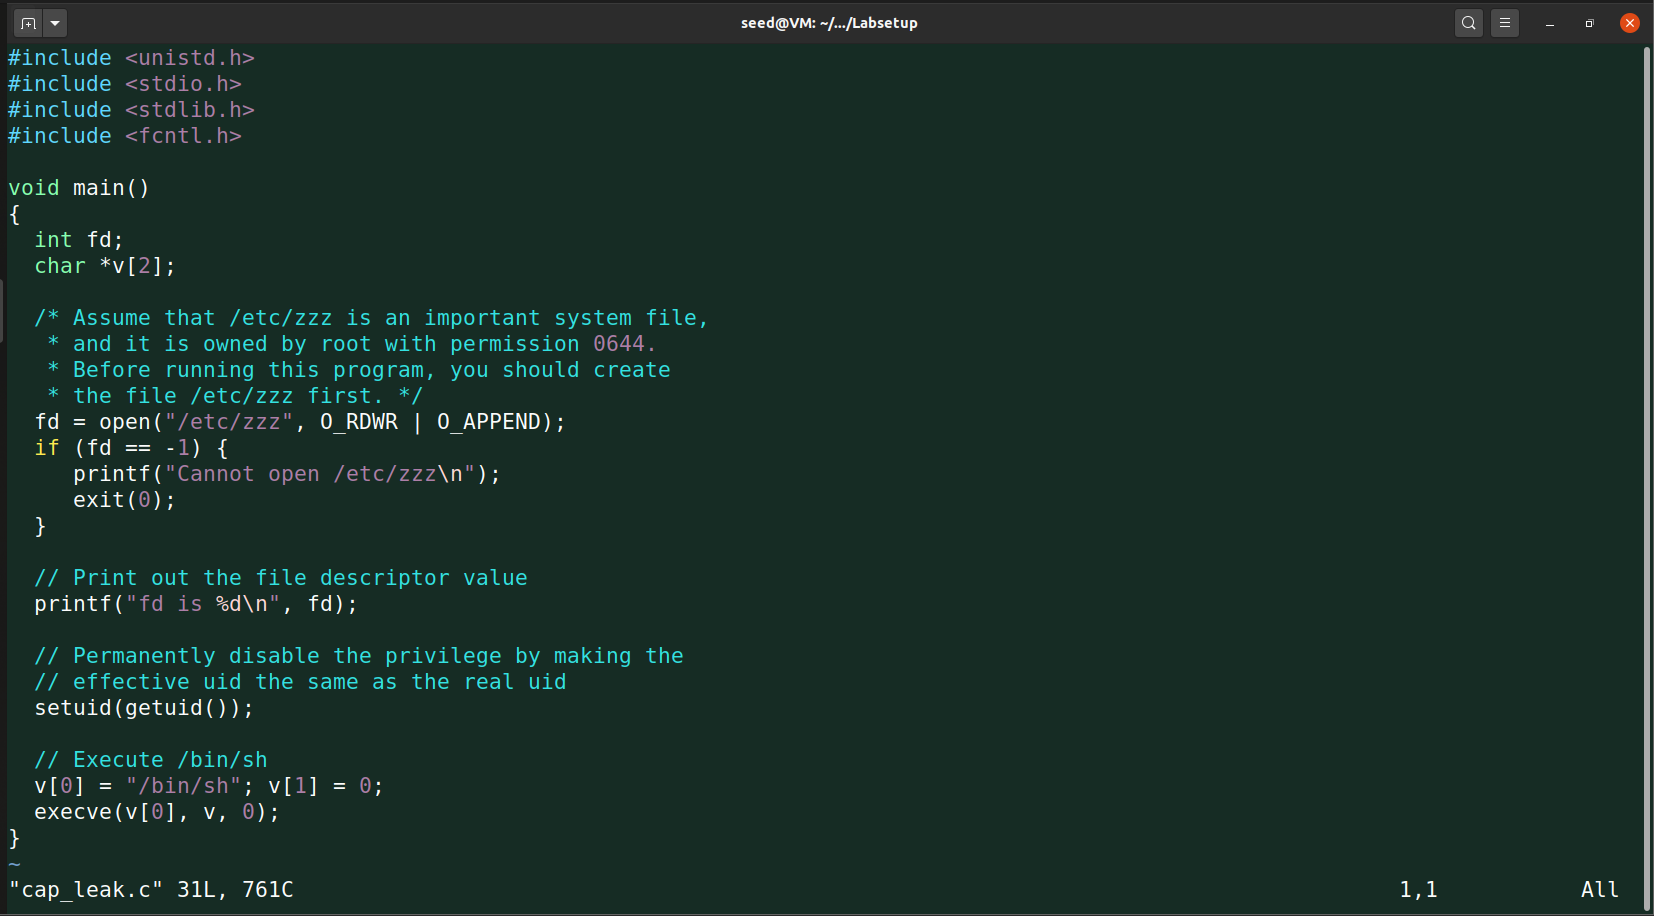 seed@VM: ~/.../Labsetup
#include <unistd.h>
#include <stdio.h>
#include <stdlib.h>
#include <fcntl.h>

void main()
{
  int fd;
  char *v[2];

  /* Assume that /etc/zzz is an important system file,
   * and it is owned by root with permission 0644.
   * Before running this program, you should create
   * the file /etc/zzz first. */
  fd = open("/etc/zzz", O_RDWR | O_APPEND);
  if (fd == -1) {
     printf("Cannot open /etc/zzz\n");
     exit(0);
  }

  // Print out the file descriptor value
  printf("fd is %d\n", fd);

  // Permanently disable the privilege by making the
  // effective uid the same as the real uid
  setuid(getuid());

  // Execute /bin/sh
  v[0] = "/bin/sh"; v[1] = 0;
  execve(v[0], v, 0);
}
~
"cap_leak.c" 31L, 761C 1,1 All